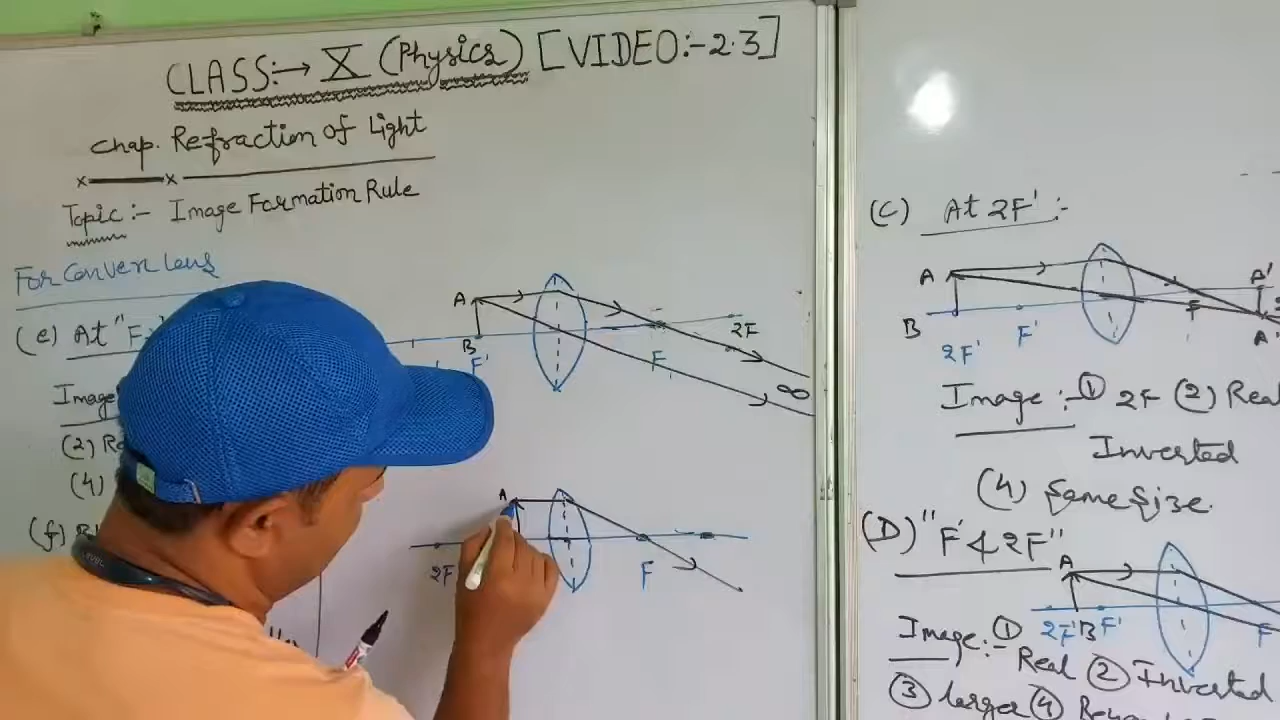 CLASS:→ X (Physics) [VIDEO:-2.3]
Chap. Refraction of Light
Topic :- Image Formation Rule
For Conven Lens
(e) At "F
Image
(2) Re
(4)
(f)
A
B
F'
F
2F
∞
A
2F
F
(C) At 2F' :-
A
B
2F'
F'
F
A'
A'
Image :- ① 2F (2) Real
Inverted
(4) Same Size.
(D) "F' & 2F"
A
2F' B F'
F
Image:- ①
Real ② Inverted
③ larger ④